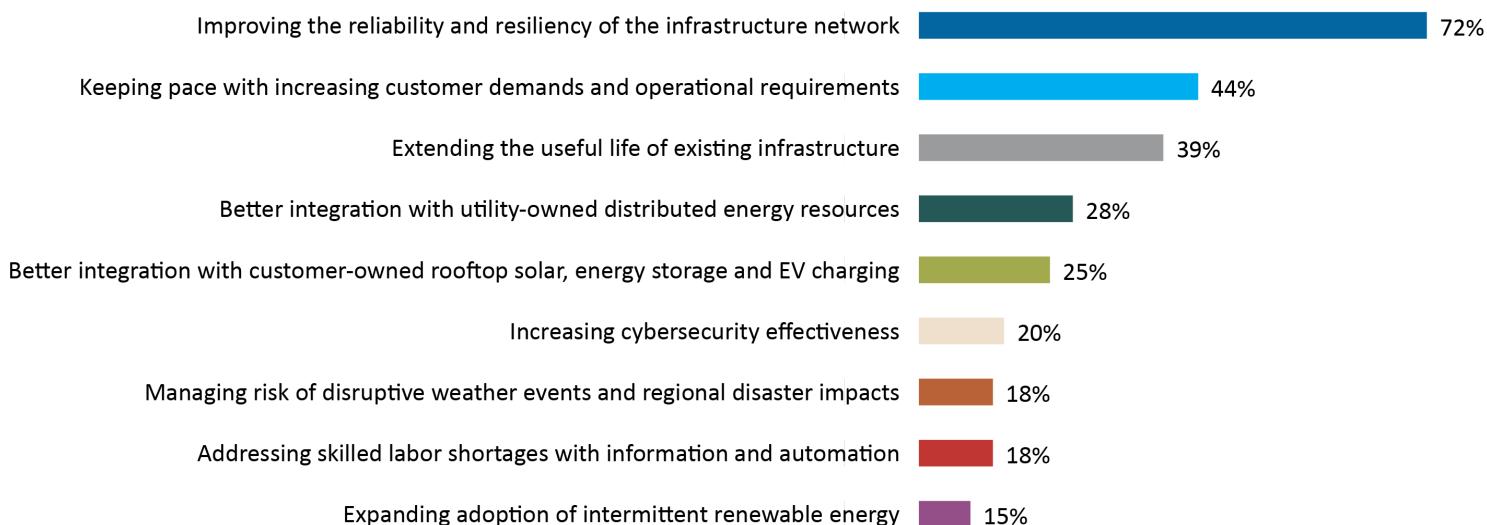 Improving the reliability and resiliency of the infrastructure network 72%
Keeping pace with increasing customer demands and operational requirements 44%
Extending the useful life of existing infrastructure 39%
Better integration with utility-owned distributed energy resources 28%
Better integration with customer-owned rooftop solar, energy storage and EV charging 25%
Increasing cybersecurity effectiveness 20%
Managing risk of disruptive weather events and regional disaster impacts 18%
Addressing skilled labor shortages with information and automation 18%
Expanding adoption of intermittent renewable energy 15%